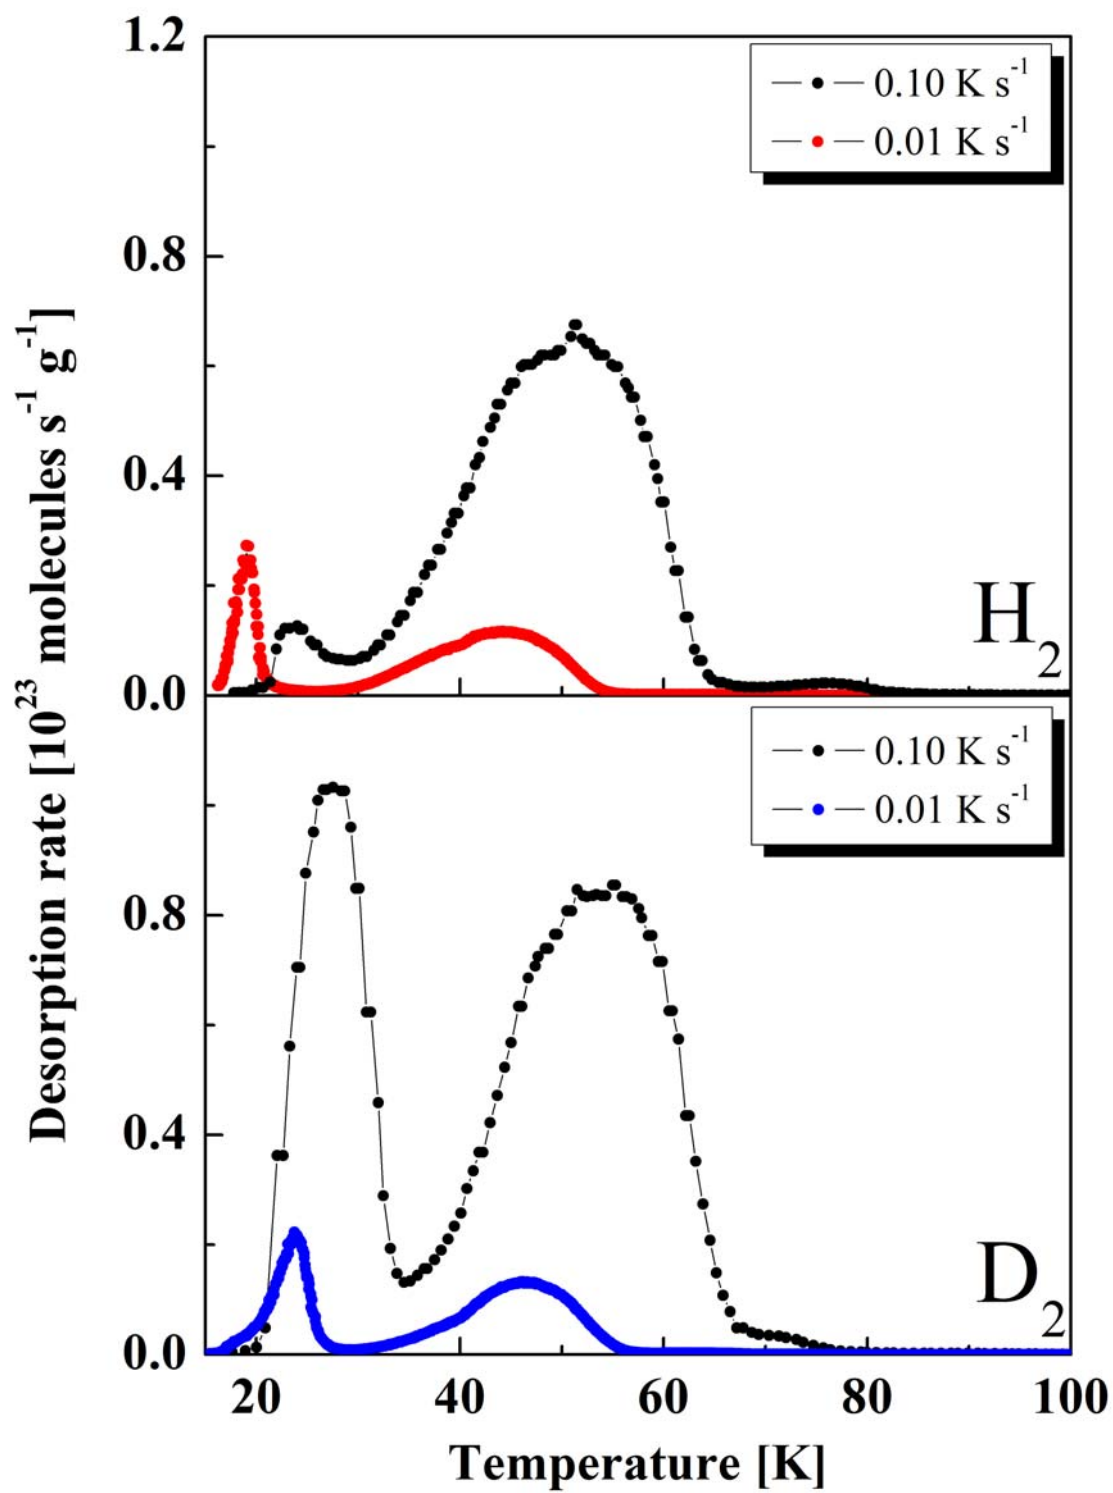 1.2
0.10 K s⁻¹
0.01 K s⁻¹
0.8
0.4
H₂
0.0
0.10 K s⁻¹
0.01 K s⁻¹
0.8
0.4
D₂
0.0
20 40 60 80 100
Temperature [K]
Desorption rate [10²³ molecules s⁻¹ g⁻¹]